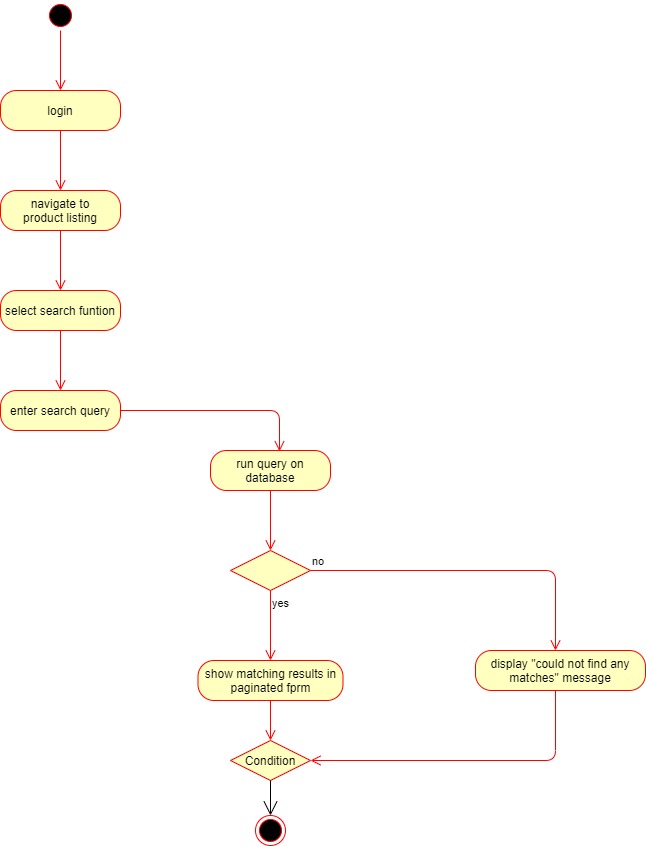 login
navigate to
product listing
select search funtion
enter search query
run query on
database
no
yes
show matching results in
paginated fprm
display "could not find any
matches" message
Condition